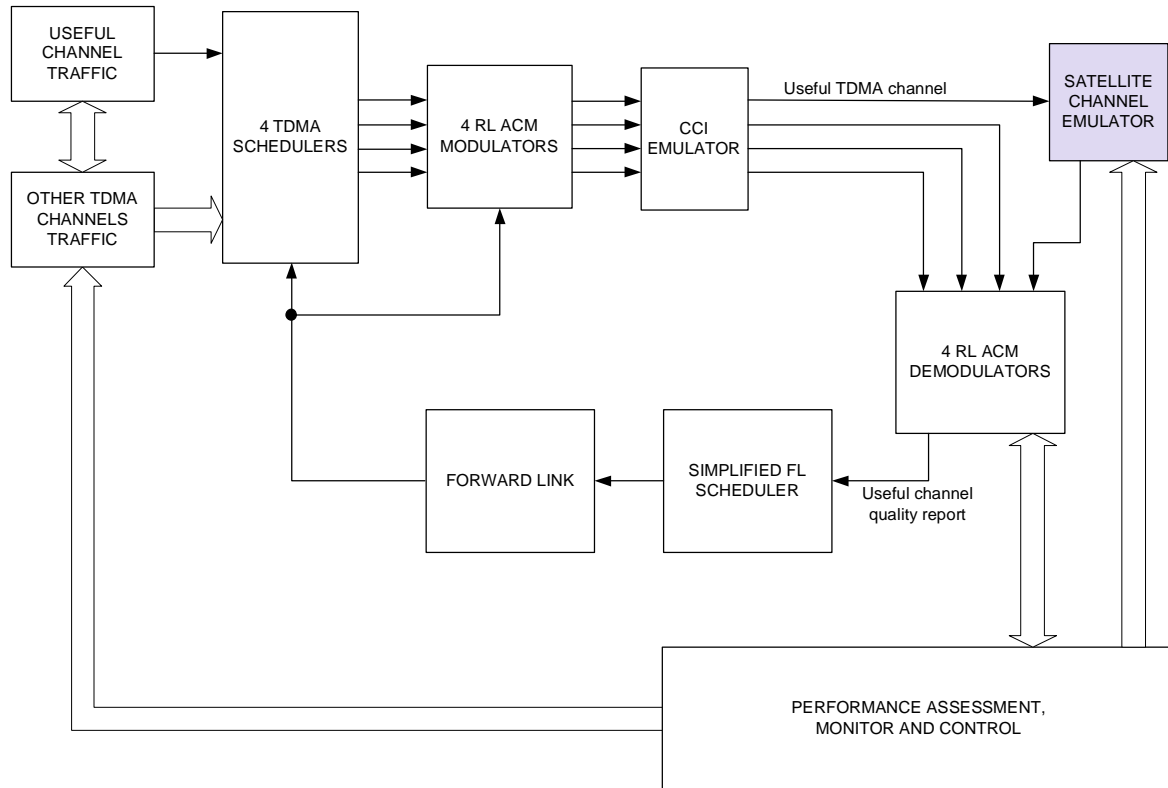 USEFUL
CHANNEL
TRAFFIC
4 TDMA
SCHEDULERS
4 RL ACM
MODULATORS
CCI
EMULATOR
Useful TDMA channel
SATELLITE
CHANNEL
EMULATOR
OTHER TDMA
CHANNELS
TRAFFIC
4 RL ACM
DEMODULATORS
FORWARD LINK
SIMPLIFIED FL
SCHEDULER
Useful channel
quality report
PERFORMANCE ASSESSMENT,
MONITOR AND CONTROL